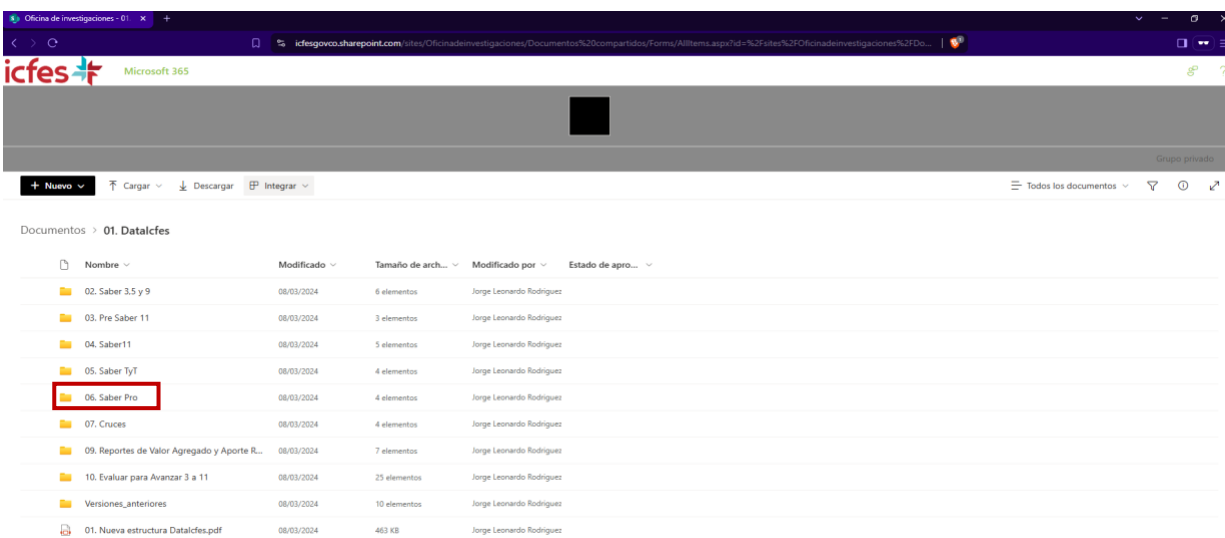 Oficina de investigaciones - 01
icfesgovco.sharepoint.com/sites/Oficinadeinvestigaciones/Documentos%20compartidos/Forms/AllItems.aspx?id=%2Fsites%2FOficinadeinvestigaciones%2FDo...
icfes Microsoft 365
Grupo privado
+ Nuevo Cargar Descargar Integrar Todos los documentos
Documentos > 01. DataIcfes
Nombre Modificado Tamaño de arch... Modificado por Estado de apro...
02. Saber 3,5 y 9 08/03/2024 6 elementos Jorge Leonardo Rodriguez
03. Pre Saber 11 08/03/2024 3 elementos Jorge Leonardo Rodriguez
04. Saber11 08/03/2024 5 elementos Jorge Leonardo Rodriguez
05. Saber TyT 08/03/2024 4 elementos Jorge Leonardo Rodriguez
06. Saber Pro 08/03/2024 4 elementos Jorge Leonardo Rodriguez
07. Cruces 08/03/2024 4 elementos Jorge Leonardo Rodriguez
09. Reportes de Valor Agregado y Aporte R... 08/03/2024 7 elementos Jorge Leonardo Rodriguez
10. Evaluar para Avanzar 3 a 11 08/03/2024 25 elementos Jorge Leonardo Rodriguez
Versiones_anteriores 08/03/2024 10 elementos Jorge Leonardo Rodriguez
01. Nueva estructura DataIcfes.pdf 08/03/2024 463 KB Jorge Leonardo Rodriguez